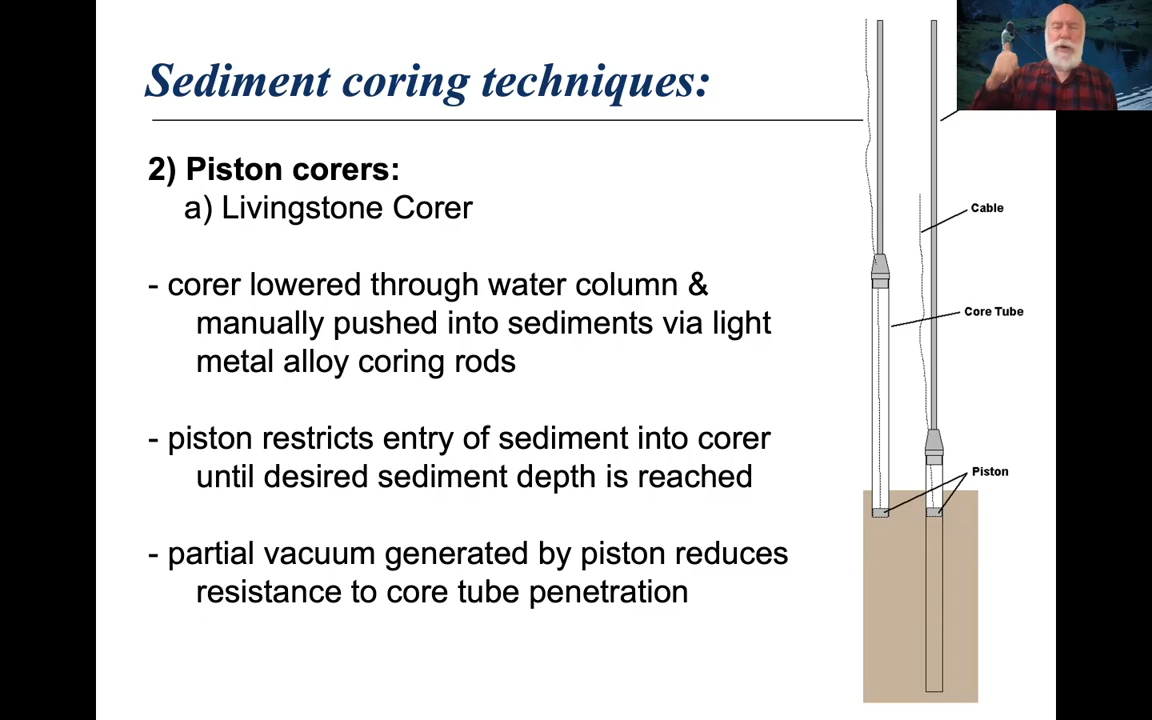 Sediment coring techniques:
2) Piston corers:
a) Livingstone Corer
- corer lowered through water column &
manually pushed into sediments via light
metal alloy coring rods
- piston restricts entry of sediment into corer
until desired sediment depth is reached
- partial vacuum generated by piston reduces
resistance to core tube penetration
Cable
Core Tube
Piston